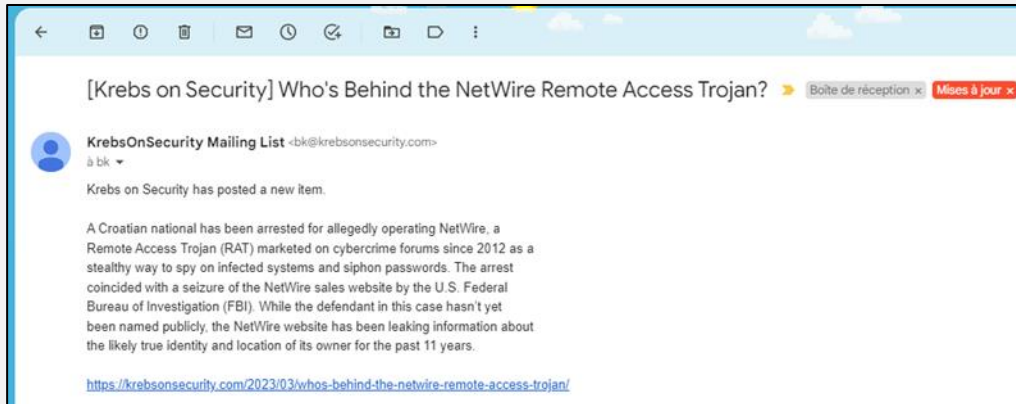 [Krebs on Security] Who's Behind the NetWire Remote Access Trojan? Boîte de réception × Mises à jour ×
KrebsOnSecurity Mailing List <bk@krebsonsecurity.com>
à bk
Krebs on Security has posted a new item.
A Croatian national has been arrested for allegedly operating NetWire, a
Remote Access Trojan (RAT) marketed on cybercrime forums since 2012 as a
stealthy way to spy on infected systems and siphon passwords. The arrest
coincided with a seizure of the NetWire sales website by the U.S. Federal
Bureau of Investigation (FBI). While the defendant in this case hasn't yet
been named publicly, the NetWire website has been leaking information about
the likely true identity and location of its owner for the past 11 years.
https://krebsonsecurity.com/2023/03/whos-behind-the-netwire-remote-access-trojan/